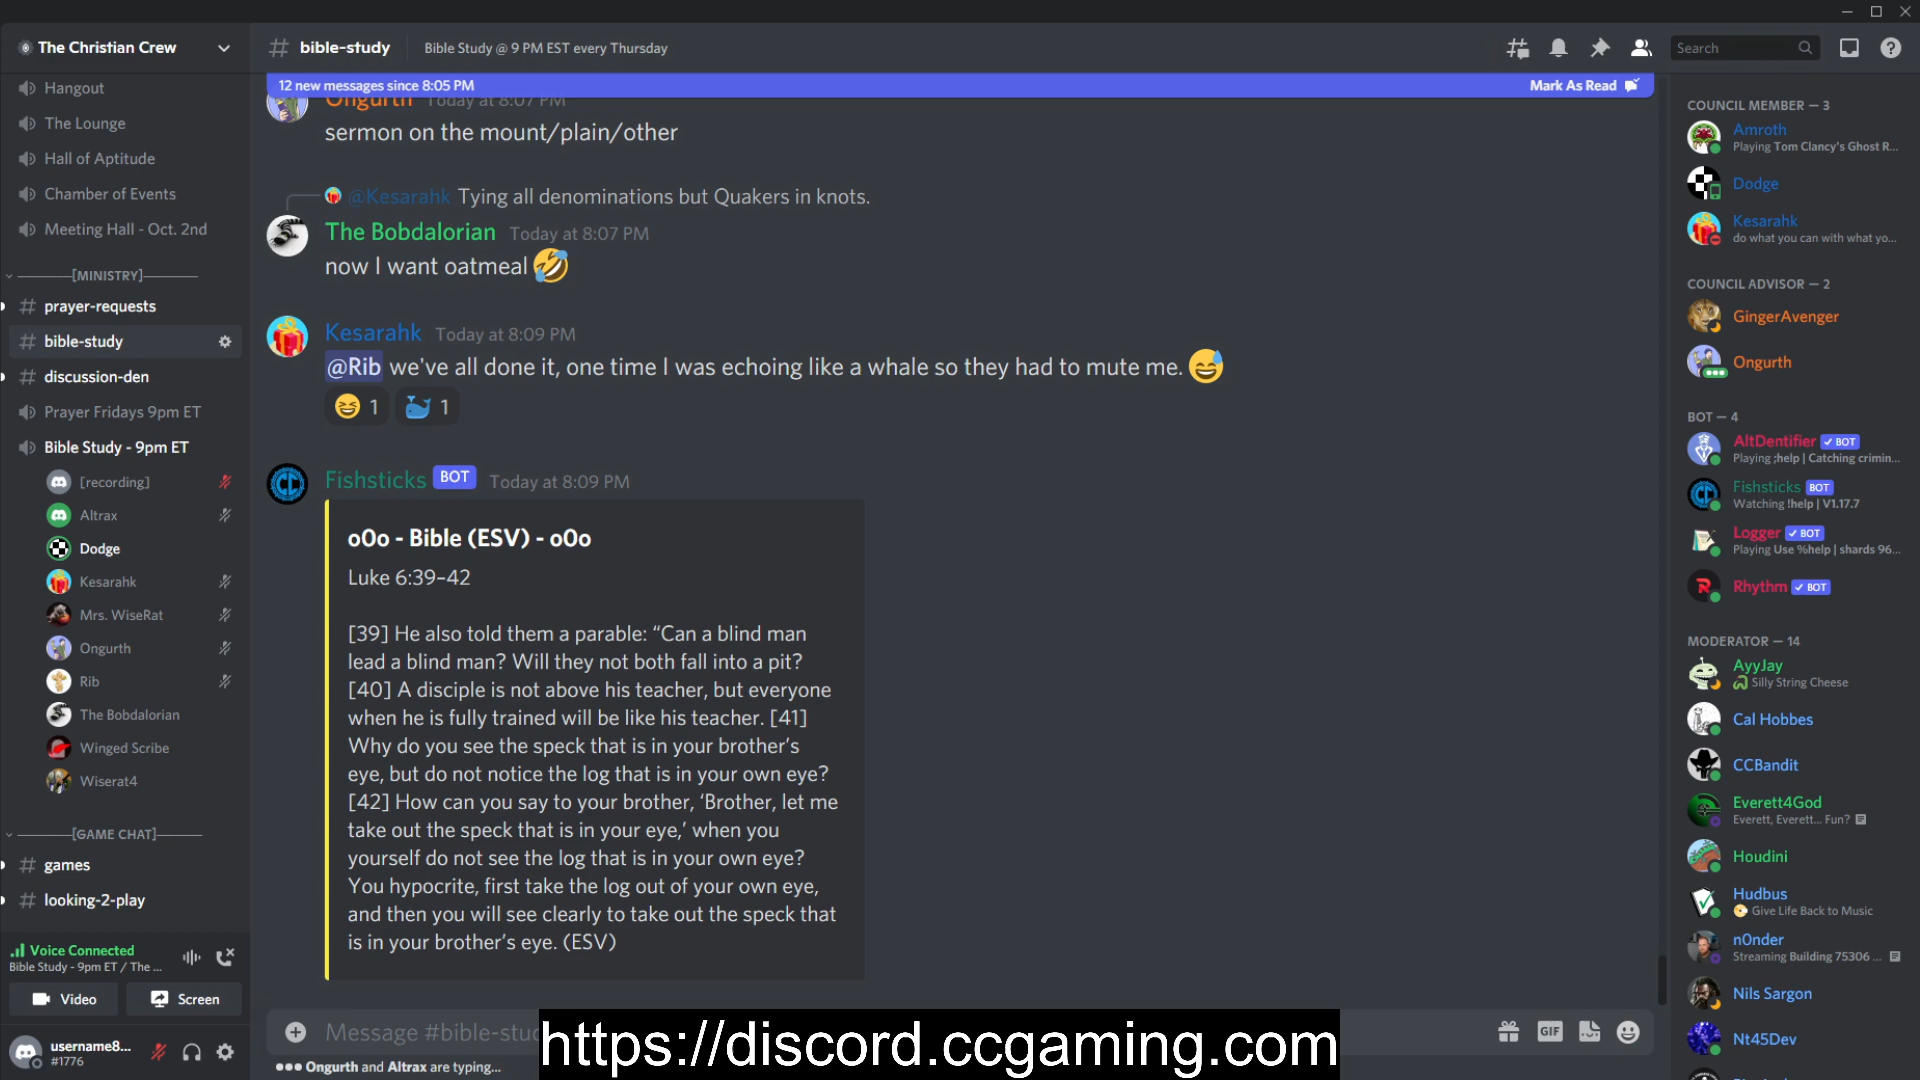 The Christian Crew
Hangout
The Lounge
Hall of Aptitude
Chamber of Events
Meeting Hall - Oct. 2nd
[MINISTRY]
prayer-requests
bible-study
discussion-den
Prayer Fridays 9pm ET
Bible Study - 9pm ET
[recording]
Altrax
Dodge
Kesarahk
Mrs. WiseRat
Ongurth
Rib
The Bobdalorian
Winged Scribe
Wiserat4
[GAME CHAT]
games
looking-2-play
Voice Connected
Bible Study - 9pm ET / The ...
Video
Screen
username8...
#1776
# bible-study
Bible Study @ 9 PM EST every Thursday
Search
12 new messages since 8:05 PM
Mark As Read
Ongurth Today at 8:07 PM
sermon on the mount/plain/other
@Kesarahk Tying all denominations but Quakers in knots.
The Bobdalorian Today at 8:07 PM
now I want oatmeal 🤣
Kesarahk Today at 8:09 PM
@Rib we've all done it, one time I was echoing like a whale so they had to mute me. 😅
😆 1 🐳 1
Fishsticks BOT Today at 8:09 PM
oOo - Bible (ESV) - oOo
Luke 6:39–42
[39] He also told them a parable: “Can a blind man
lead a blind man? Will they not both fall into a pit?
[40] A disciple is not above his teacher, but everyone
when he is fully trained will be like his teacher. [41]
Why do you see the speck that is in your brother’s
eye, but do not notice the log that is in your own eye?
[42] How can you say to your brother, ‘Brother, let me
take out the speck that is in your eye,’ when you
yourself do not see the log that is in your own eye?
You hypocrite, first take the log out of your own eye,
and then you will see clearly to take out the speck that
is in your brother’s eye. (ESV)
Message #bible-stu
GIF
https://discord.ccgaming.com
Ongurth and Altrax are typing...
COUNCIL MEMBER — 3
Amroth
Playing Tom Clancy's Ghost R...
Dodge
Kesarahk
do what you can with what yo...
COUNCIL ADVISOR — 2
GingerAvenger
Ongurth
BOT — 4
AltDentifier ✓ BOT
Playing ;help | Catching crimin...
Fishsticks BOT
Watching !help | V1.17.7
Logger ✓ BOT
Playing Use %help | shards 96...
Rhythm ✓ BOT
MODERATOR — 14
AyyJay
Silly String Cheese
Cal Hobbes
CCBandit
Everett4God
Everett, Everett... Fun?
Houdini
Hudbus
Give Life Back to Music
n0nder
Streaming Building 75306 ...
Nils Sargon
Nt45Dev